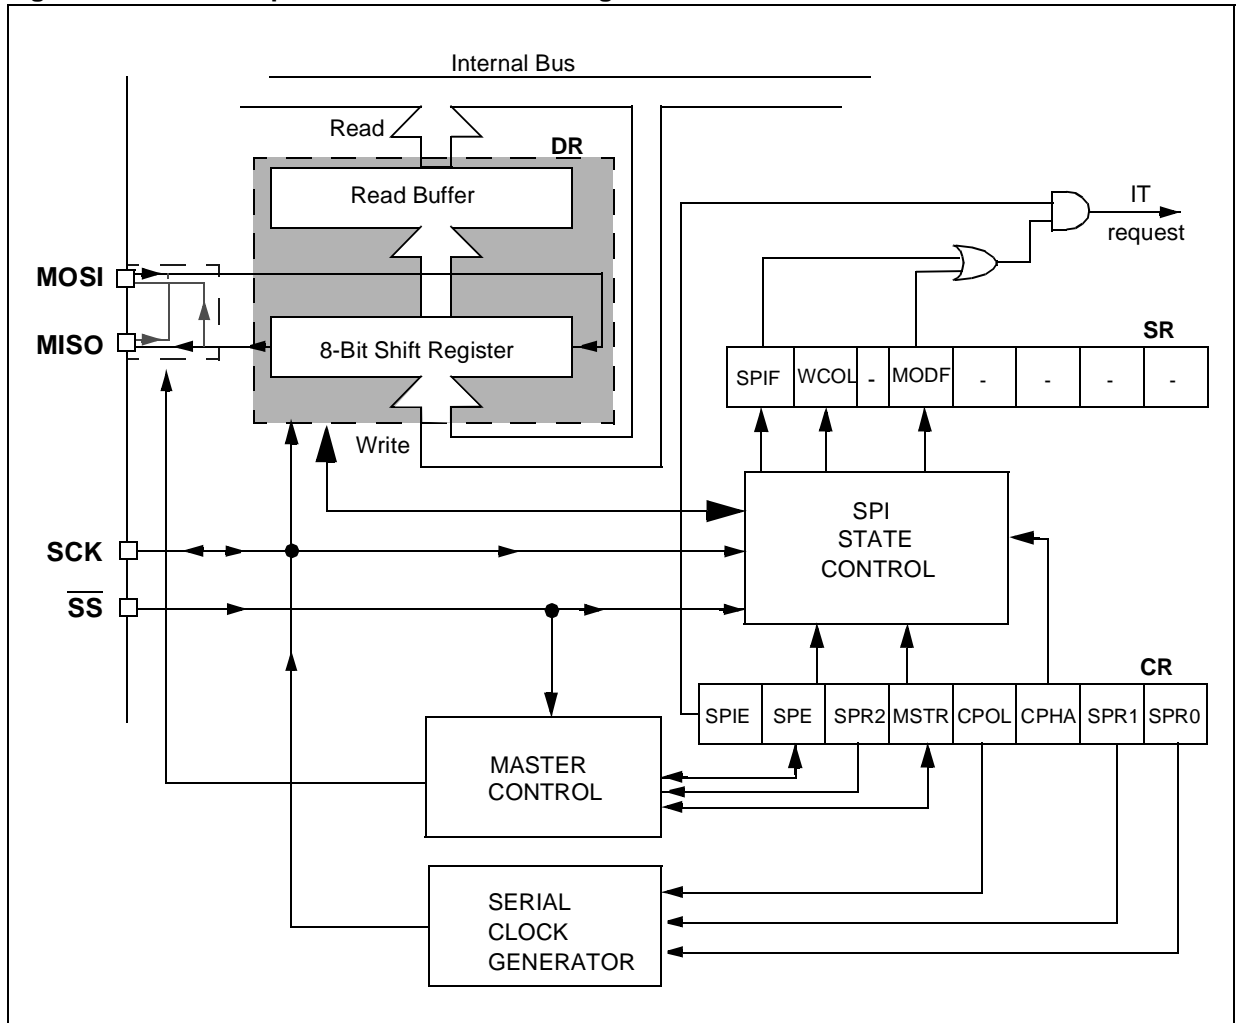 Internal Bus
Read
DR
Read Buffer
IT
request
MOSI
MISO
8-Bit Shift Register
SR
SPIF WCOL - MODF - - - -
Write
SPI
STATE
CONTROL
SCK
SS
CR
SPIE SPE SPR2 MSTR CPOL CPHA SPR1 SPR0
MASTER
CONTROL
SERIAL
CLOCK
GENERATOR